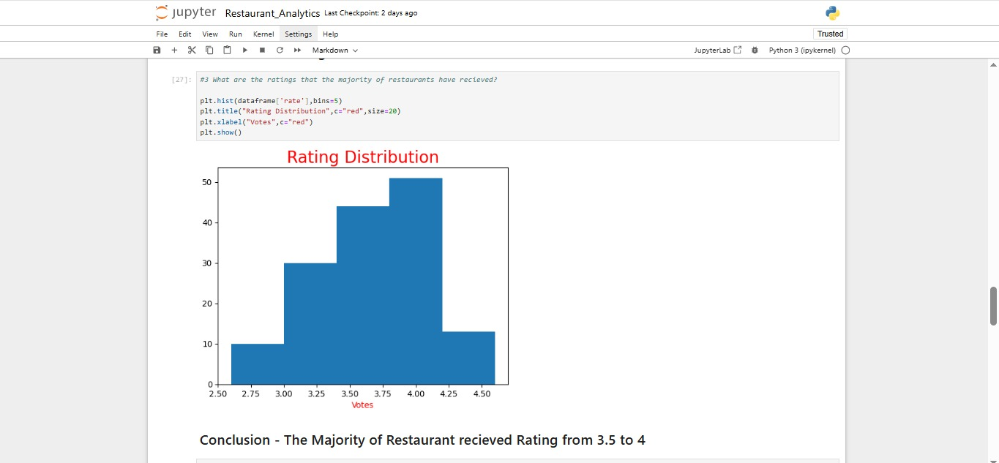 jupyter Restaurant_Analytics Last Checkpoint: 2 days ago
File Edit View Run Kernel Settings Help Trusted
Markdown JupyterLab Python 3 (ipykernel)
[27]: #3 What are the ratings that the majority of restaurants have recieved?
plt.hist(dataframe['rate'],bins=5)
plt.title("Rating Distribution",c="red",size=20)
plt.xlabel("Votes",c="red")
plt.show()
Rating Distribution
50
40
30
20
10
0
2.50 2.75 3.00 3.25 3.50 3.75 4.00 4.25 4.50
Votes
Conclusion - The Majority of Restaurant recieved Rating from 3.5 to 4